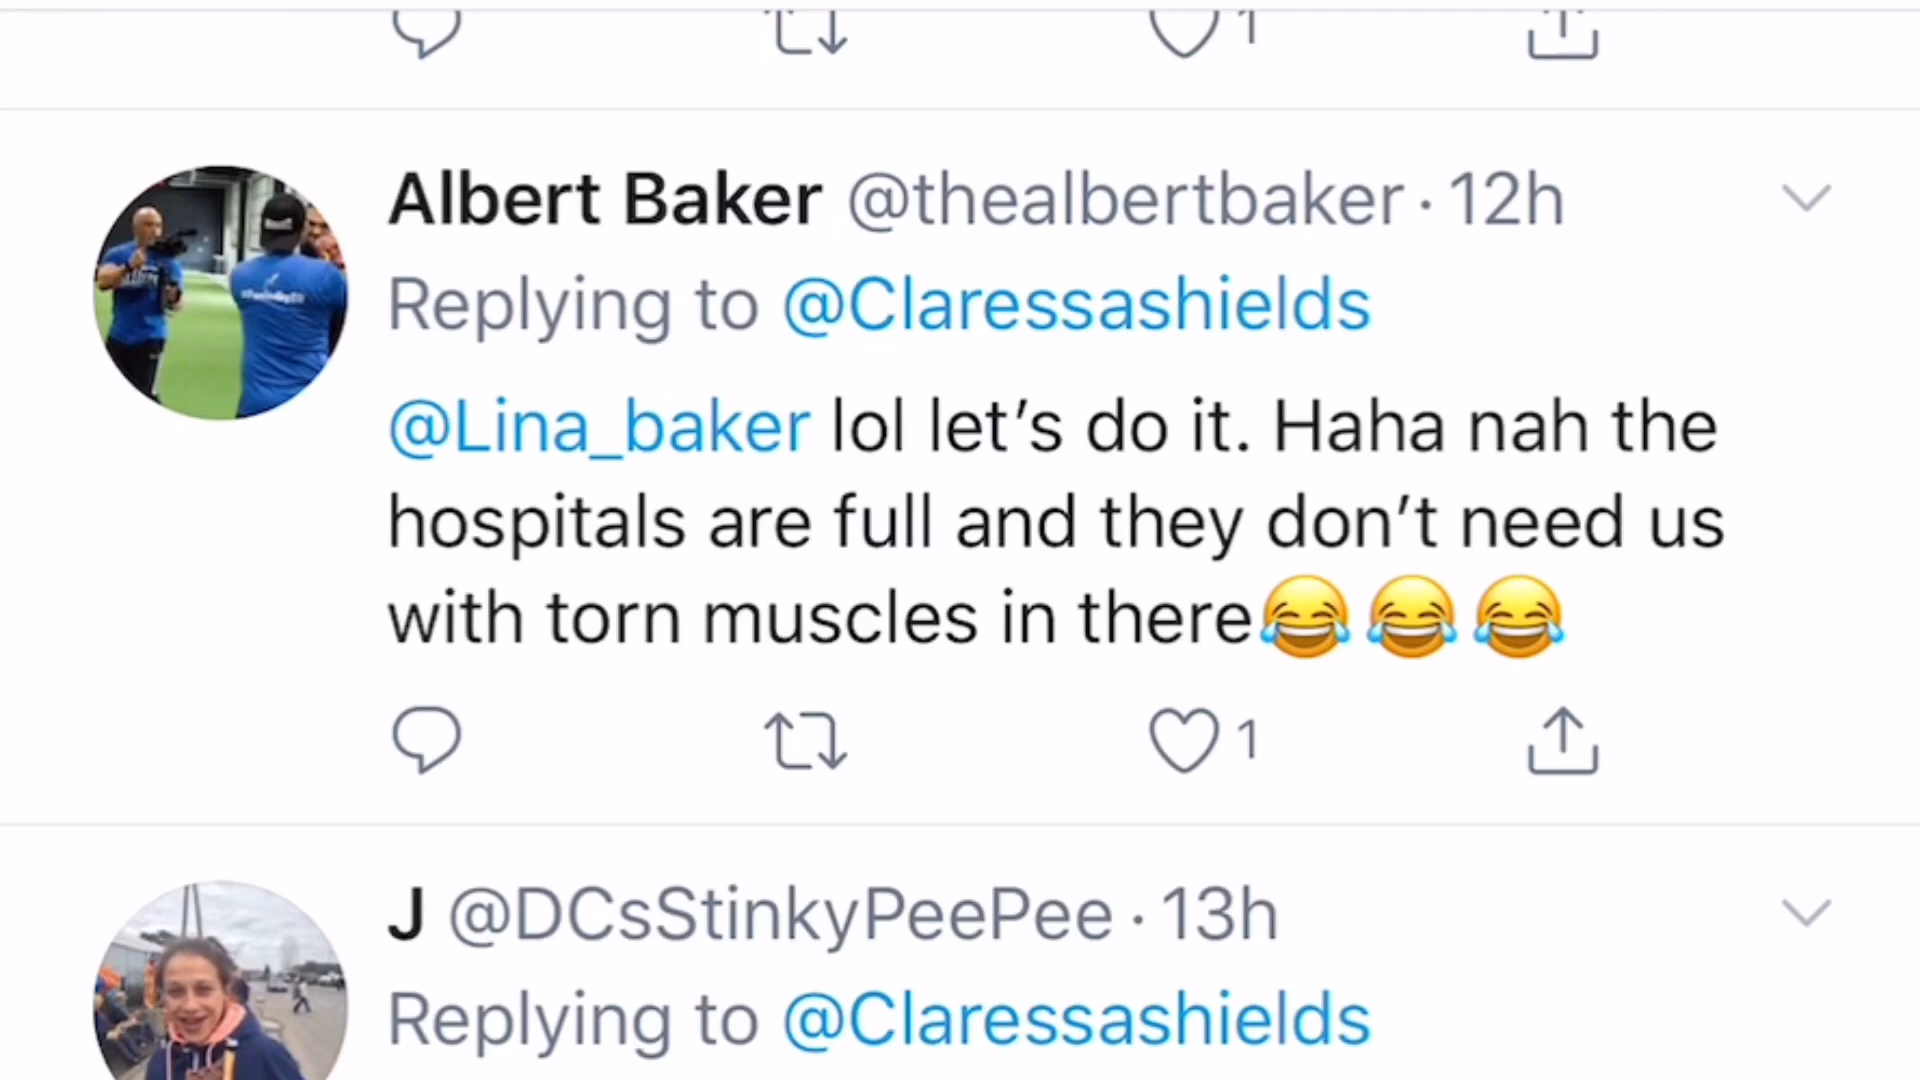 1
Albert Baker @thealbertbaker · 12h
Replying to @Claressashields
@Lina_baker lol let’s do it. Haha nah the
hospitals are full and they don’t need us
with torn muscles in there😂😂😂
1
J @DCsStinkyPeePee · 13h
Replying to @Claressashields